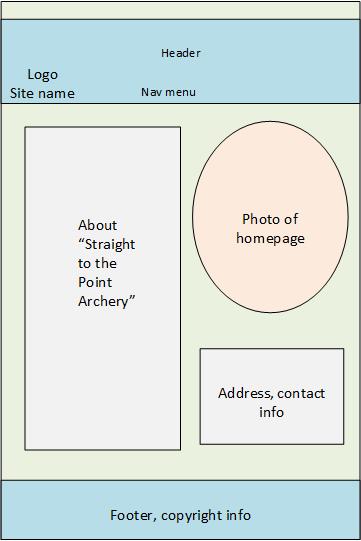 Header
Logo
Site name
Nav menu
About
“Straight
to the
Point
Archery”
Photo of
homepage
Address, contact
info
Footer, copyright info